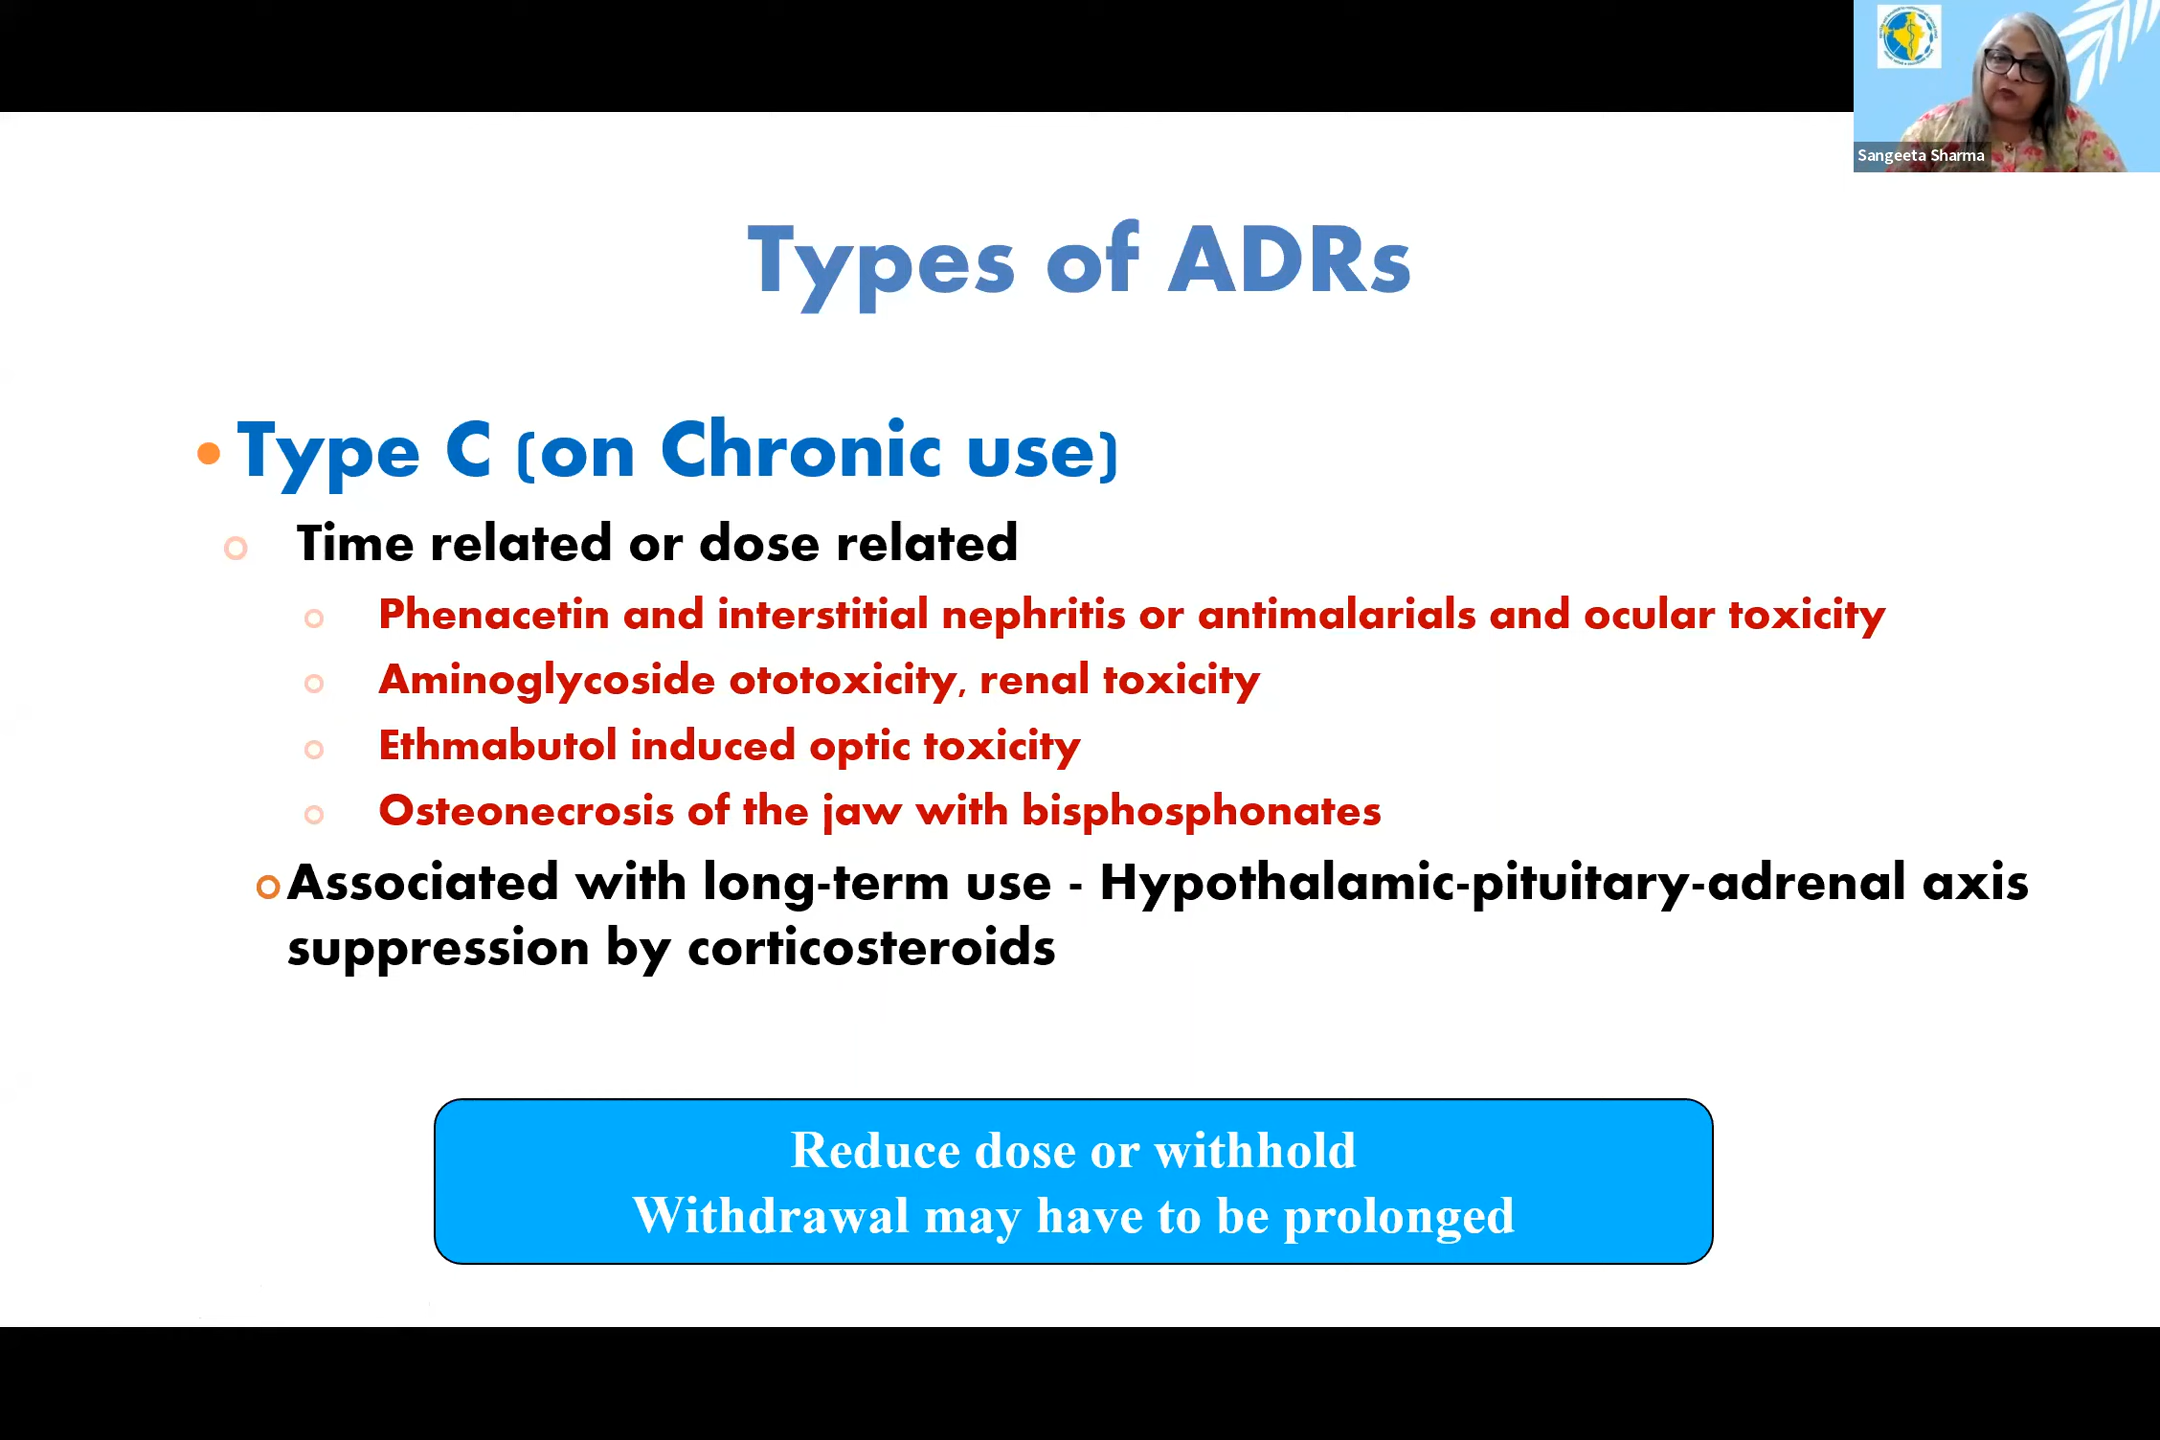 Sangeeta Sharma
Types of ADRs
Type C (on Chronic use)
Time related or dose related
Phenacetin and interstitial nephritis or antimalarials and ocular toxicity
Aminoglycoside ototoxicity, renal toxicity
Ethmabutol induced optic toxicity
Osteonecrosis of the jaw with bisphosphonates
Associated with long-term use - Hypothalamic-pituitary-adrenal axis
suppression by corticosteroids
Reduce dose or withhold
Withdrawal may have to be prolonged